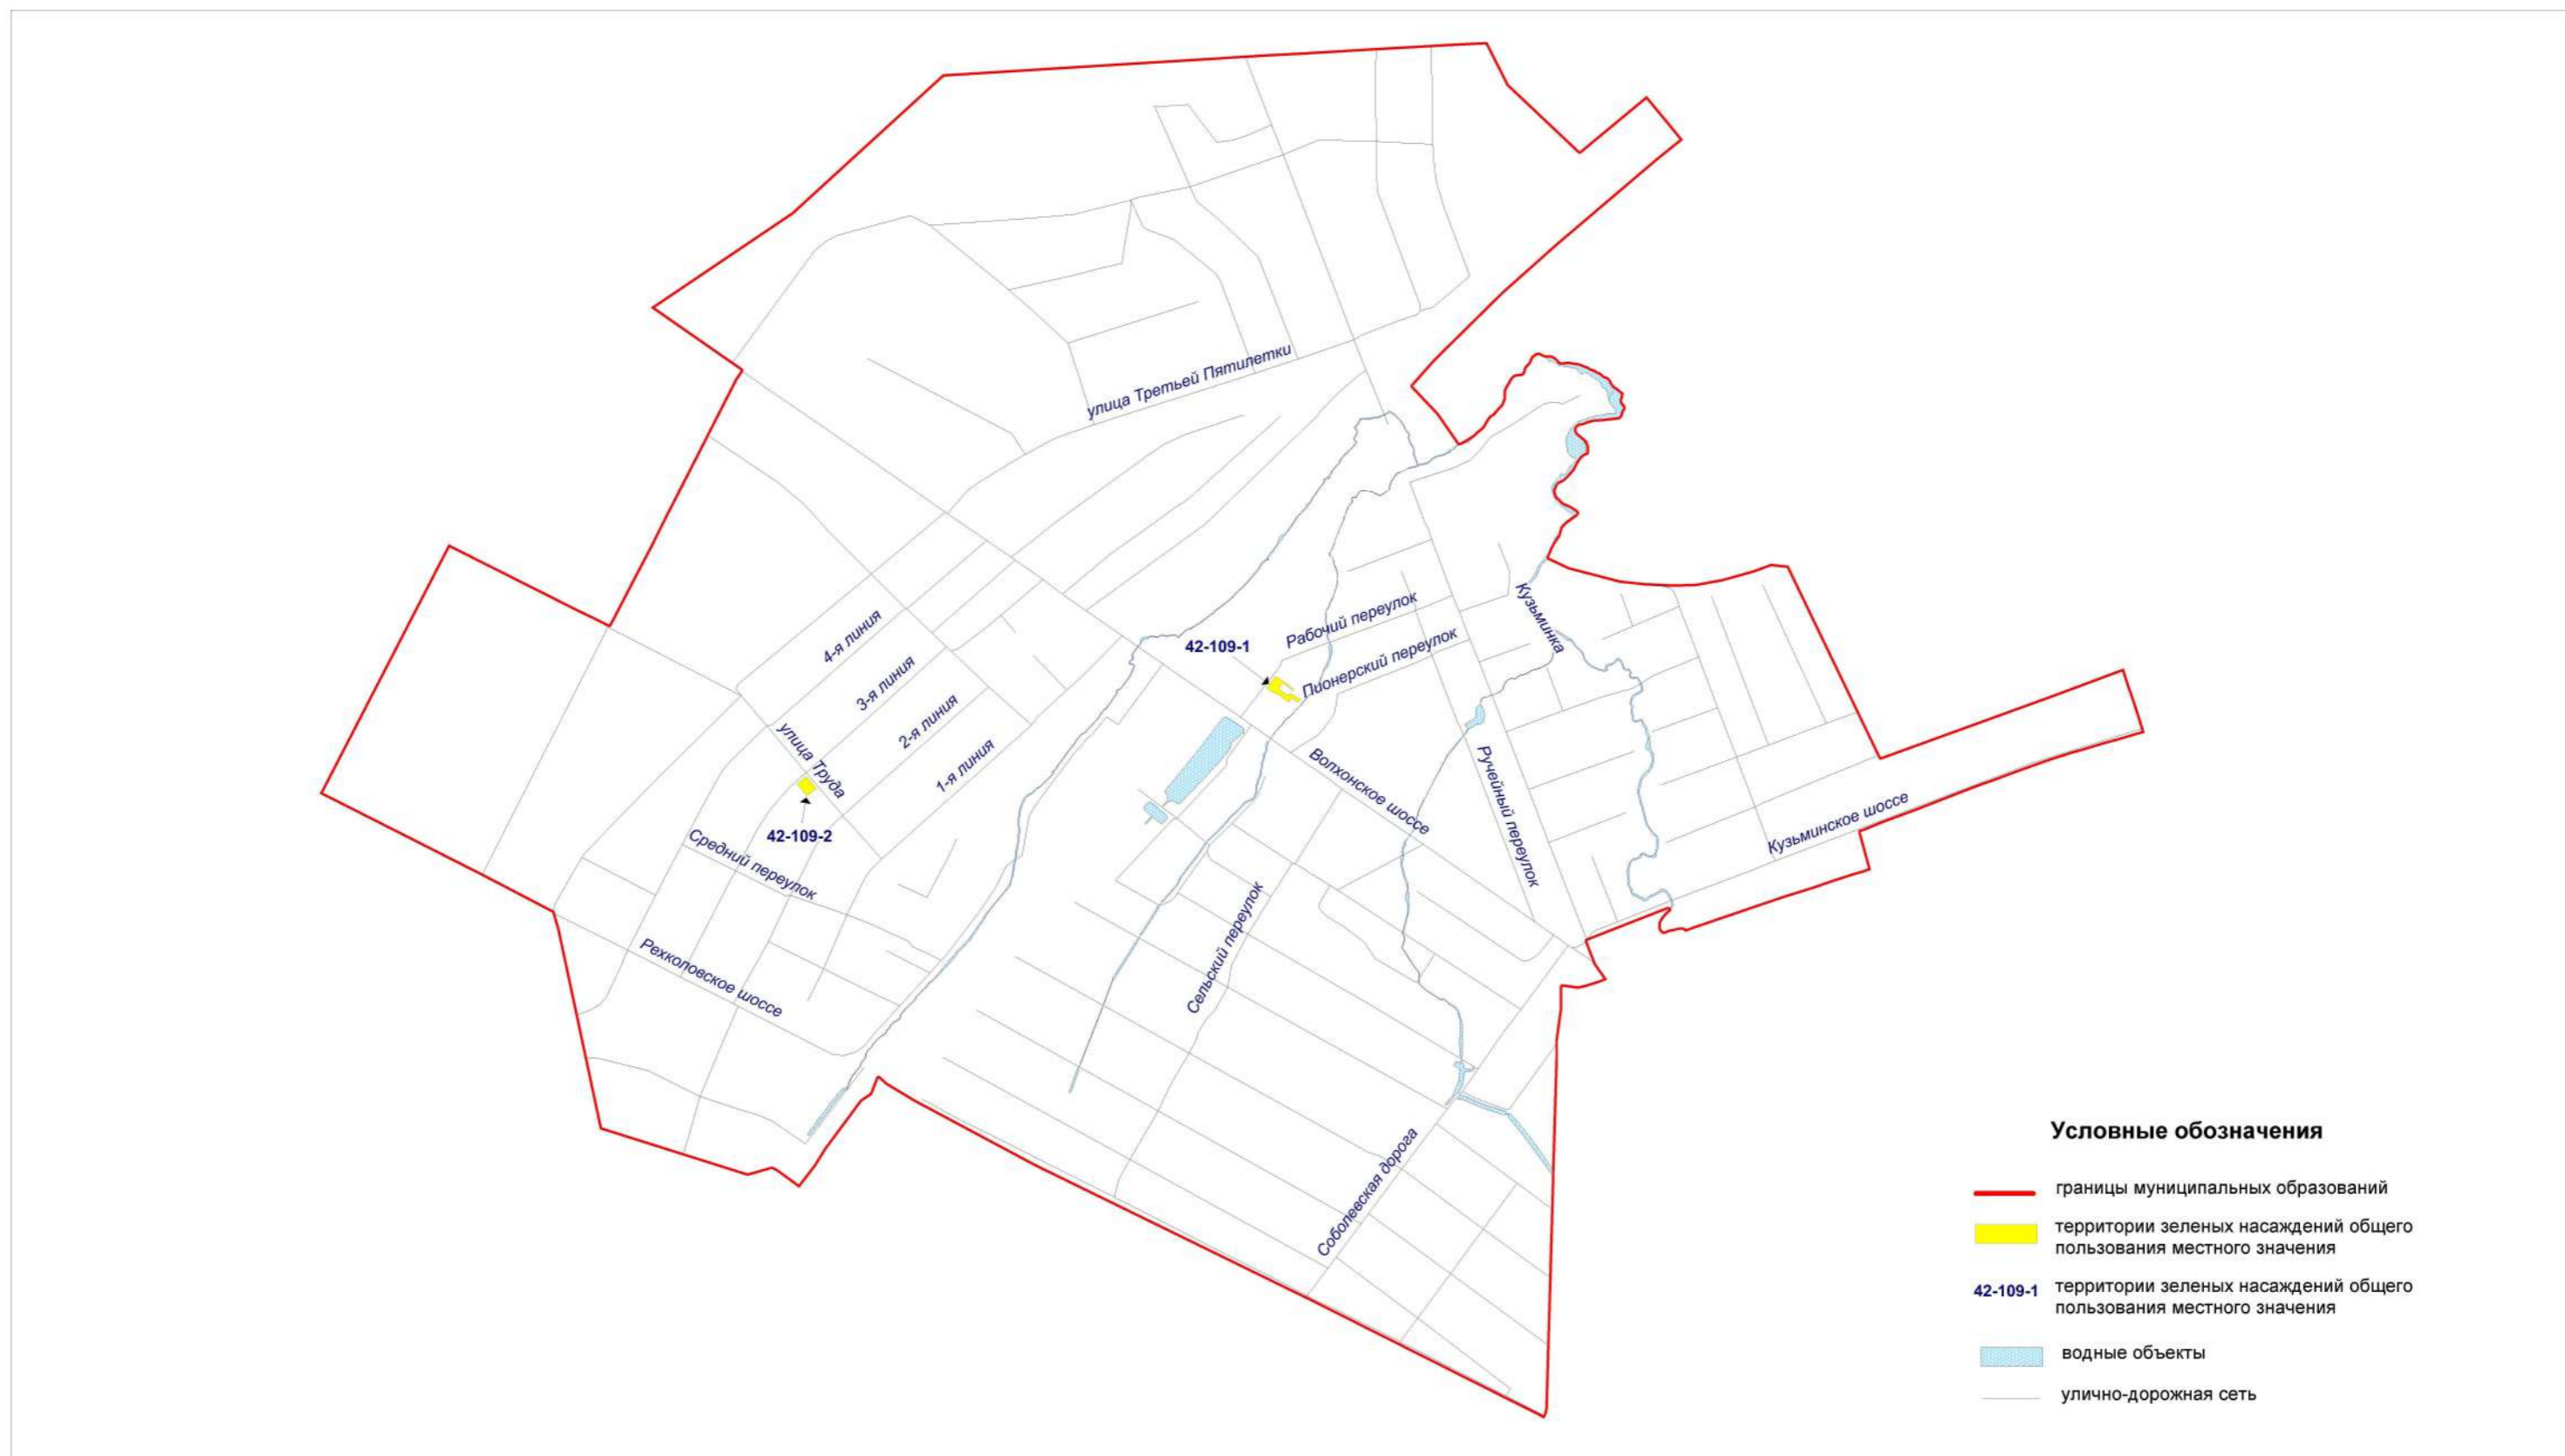 улица Третьей Пятилетки
4-я линия
3-я линия
2-я линия
1-я линия
улица Труда
42-109-2
Средний переулок
Рехколовское шоссе
42-109-1
Рабочий переулок
Пионерский переулок
Кузьминка
Волхонское шоссе
Ручейный переулок
Кузьминское шоссе
Сельский переулок
Соболевская дорога
Условные обозначения
границы муниципальных образований
территории зеленых насаждений общего
пользования местного значения
42-109-1 территории зеленых насаждений общего
пользования местного значения
водные объекты
улично-дорожная сеть